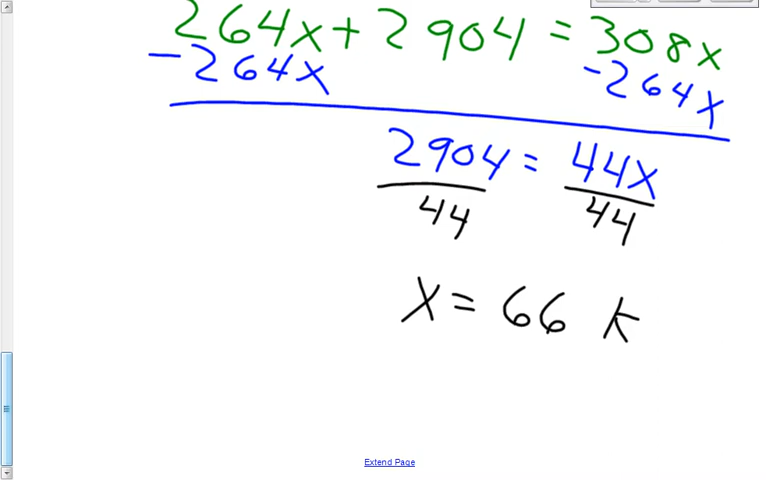 264x + 2904 = 308x
-264x -264x
2904 = 44x
44 44
x = 66 k
Extend Page